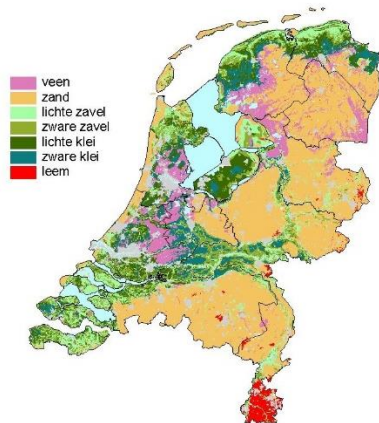 veen
zand
lichte zavel
zware zavel
lichte klei
zware klei
leem